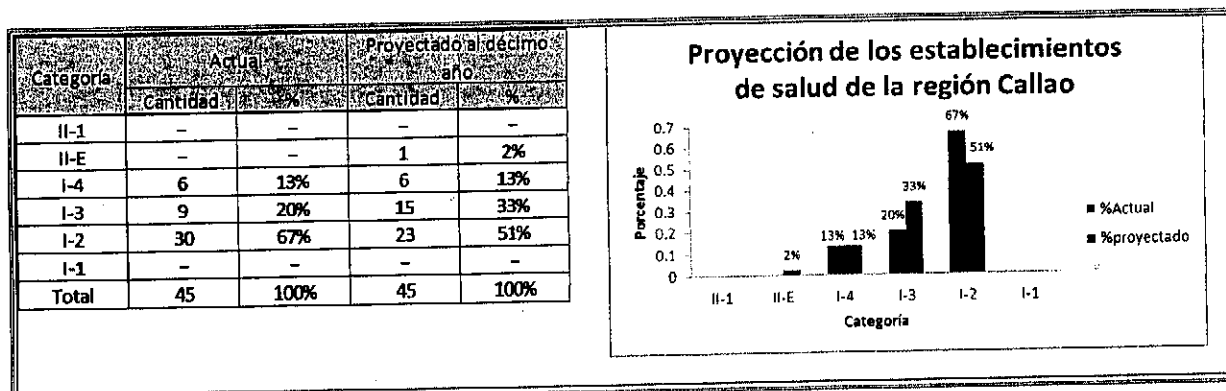 Categoría Actual Proyectado al décimo año
Cantidad % Cantidad %
II-1 – – – –
II-E – – 1 2%
I-4 6 13% 6 13%
I-3 9 20% 15 33%
I-2 30 67% 23 51%
I-1 – – – –
Total 45 100% 45 100%
Proyección de los establecimientos
de salud de la región Callao
Porcentaje
0.7
0.6
0.5
0.4
0.3
0.2
0.1
0
2%
13% 13%
20% 33%
67% 51%
II-1 II-E I-4 I-3 I-2 I-1
Categoría
%Actual
%proyectado